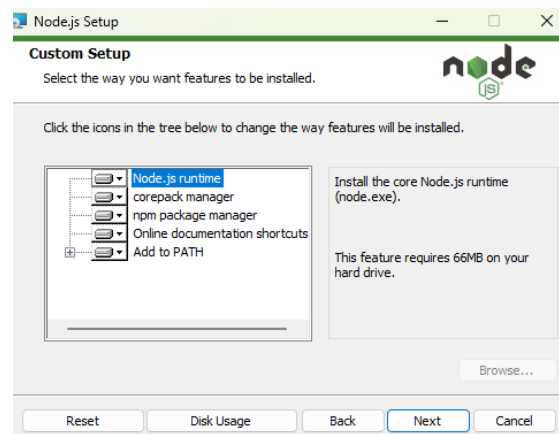 Node.js Setup
Custom Setup
Select the way you want features to be installed.
node
JS
Click the icons in the tree below to change the way features will be installed.
Node.js runtime
corepack manager
npm package manager
Online documentation shortcuts
Add to PATH
Install the core Node.js runtime
(node.exe).
This feature requires 66MB on your
hard drive.
Browse...
Reset
Disk Usage
Back
Next
Cancel